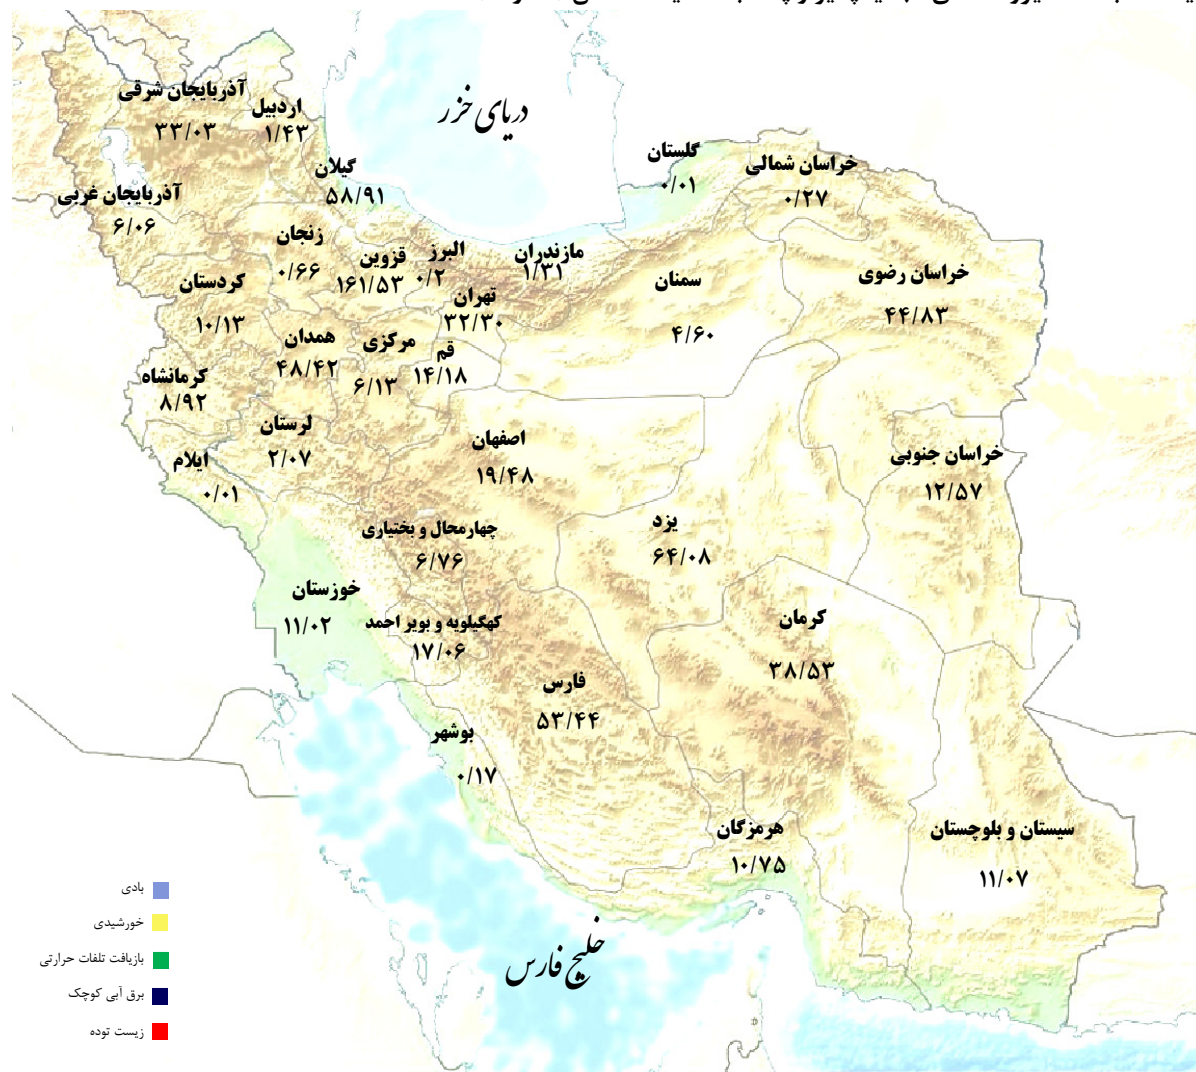 آذربایجان شرقی
۳۳/۰۳
اردبیل
۱/۴۳
دریای خزر
گیلان
۵۸/۹۱
گلستان
۰/۰۱
خراسان شمالی
۰/۲۷
آذربایجان غربی
۶/۰۶
زنجان
۰/۶۶
قزوین
۱۶۱/۵۳
البرز
۰/۲
مازندران
۱/۳۱
تهران
۳۲/۳۰
سمنان
۴/۶۰
خراسان رضوی
۴۴/۸۳
کردستان
۱۰/۱۳
همدان
۴۸/۴۲
مرکزی
۶/۱۳
قم
۱۴/۱۸
کرمانشاه
۸/۹۲
لرستان
۲/۰۷
ایلام
۰/۰۱
اصفهان
۱۹/۴۸
خراسان جنوبی
۱۲/۵۷
چهارمحال و بختیاری
۶/۷۶
یزد
۶۴/۰۸
خوزستان
۱۱/۰۲
کهگیلویه و بویر احمد
۱۷/۰۶
کرمان
۳۸/۵۳
فارس
۵۳/۴۴
بوشهر
۰/۱۷
هرمزگان
۱۰/۷۵
سیستان و بلوچستان
۱۱/۰۷
خلیج فارس
بادی
خورشیدی
بازیافت تلفات حرارتی
برق آبی کوچک
زیست توده